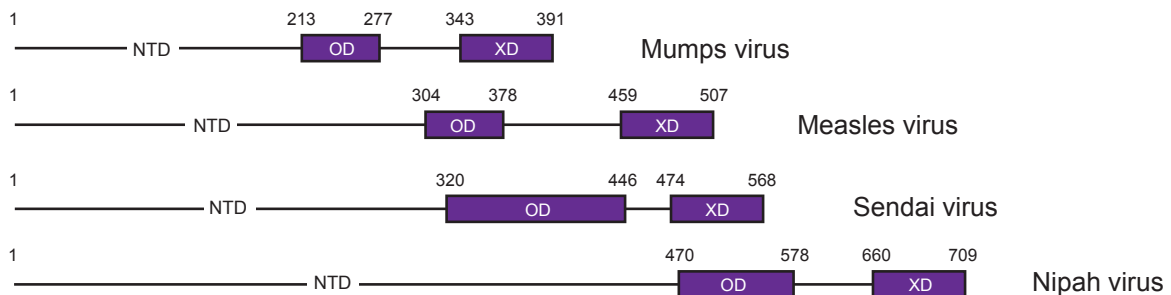 1 213 277 343 391
NTD OD XD Mumps virus
1 304 378 459 507
NTD OD XD Measles virus
1 320 446 474 568
NTD OD XD Sendai virus
1 470 578 660 709
NTD OD XD Nipah virus